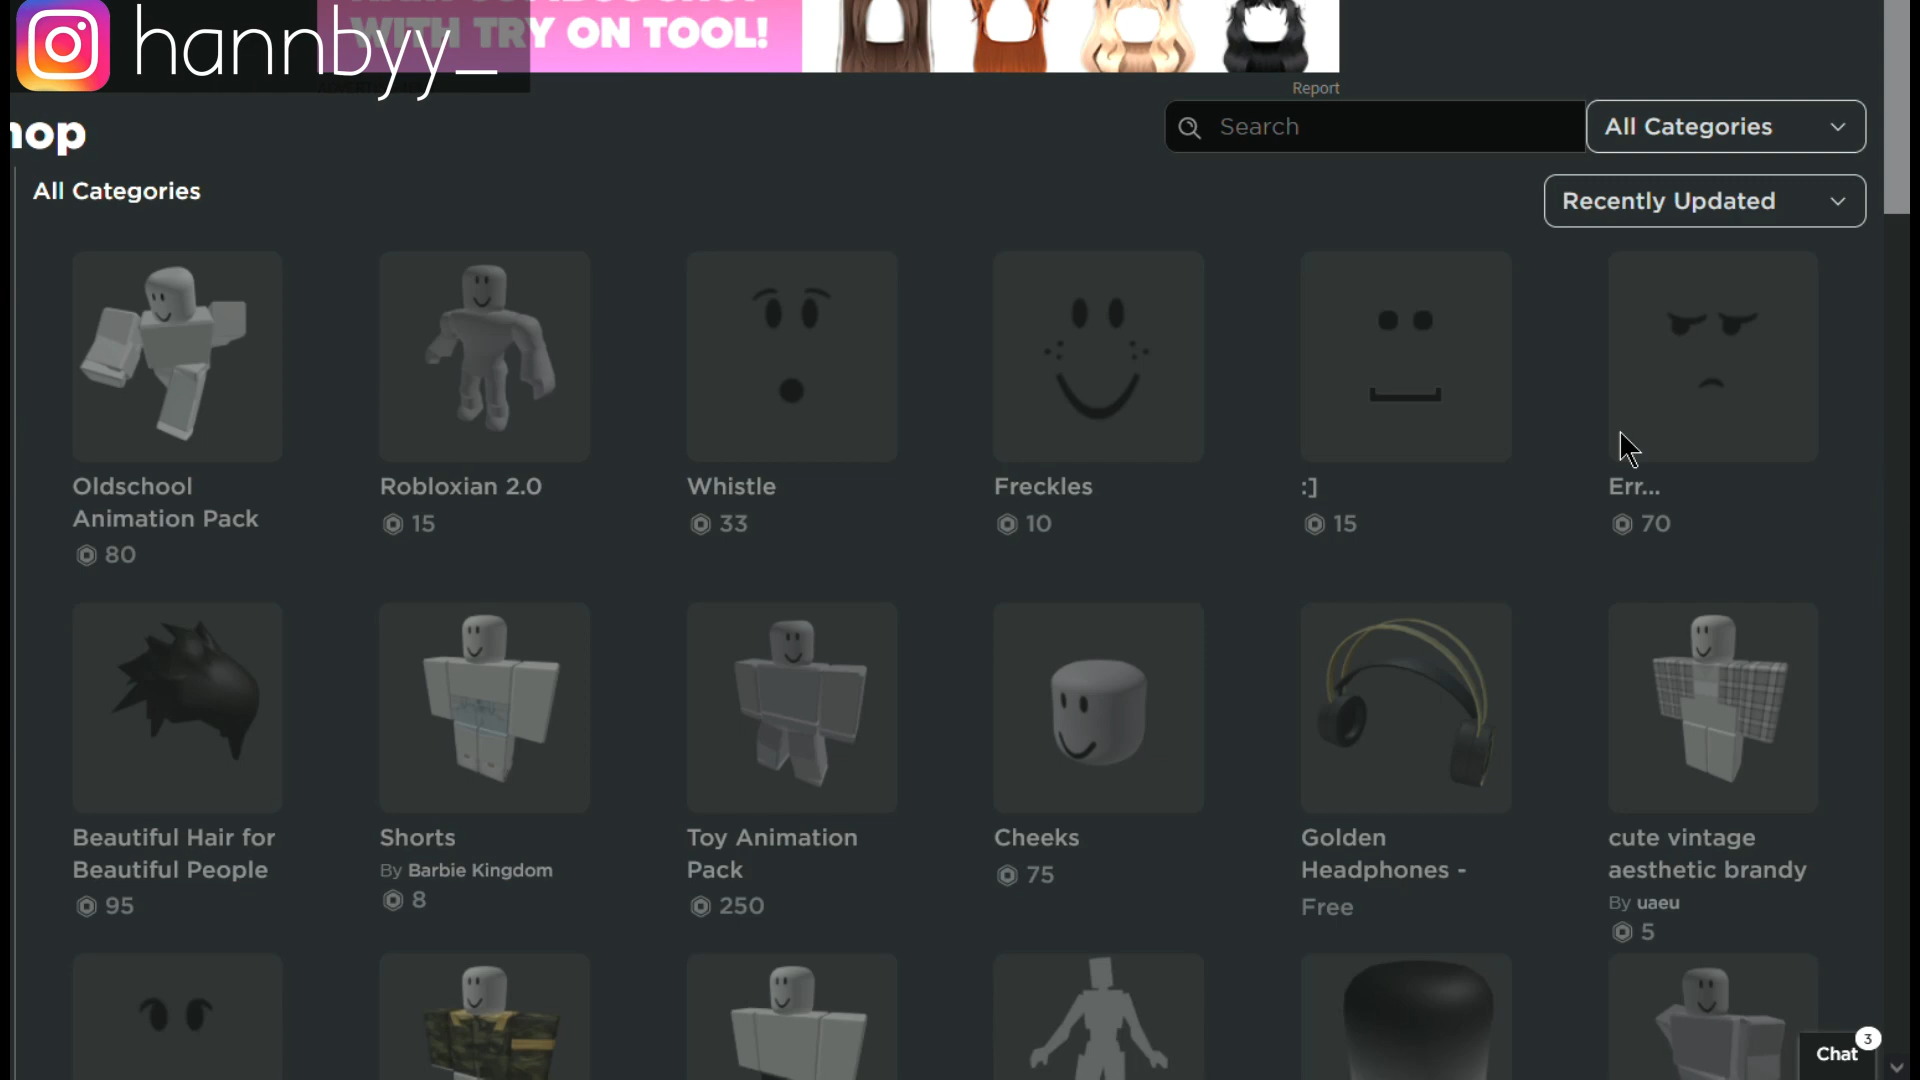 WITH TRY ON TOOL!
hannbyy_
Report
hop
Search
All Categories
All Categories
Recently Updated
Oldschool
Animation Pack
80
Robloxian 2.0
15
Whistle
33
Freckles
10
:]
15
Err...
70
Beautiful Hair for
Beautiful People
95
Shorts
By Barbie Kingdom
8
Toy Animation
Pack
250
Cheeks
75
Golden
Headphones -
Free
cute vintage
aesthetic brandy
By uaeu
5
Chat
3